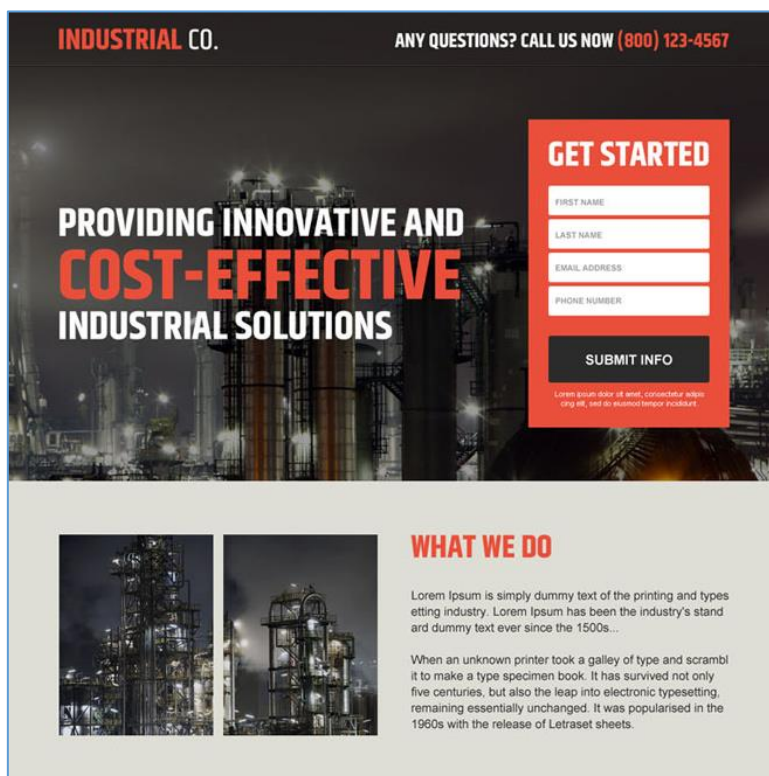 INDUSTRIAL CO.
ANY QUESTIONS? CALL US NOW (800) 123-4567
PROVIDING INNOVATIVE AND
COST-EFFECTIVE
INDUSTRIAL SOLUTIONS
GET STARTED
FIRST NAME
LAST NAME
EMAIL ADDRESS
PHONE NUMBER
SUBMIT INFO
Lorem ipsum dolor sit amet, consectetur adipis
cing elit, sed do eiusmod tempor incididunt
WHAT WE DO
Lorem Ipsum is simply dummy text of the printing and types
etting industry. Lorem Ipsum has been the industry's stand
ard dummy text ever since the 1500s...
When an unknown printer took a galley of type and scrambl
it to make a type specimen book. It has survived not only
five centuries, but also the leap into electronic typesetting,
remaining essentially unchanged. It was popularised in the
1960s with the release of Letraset sheets.